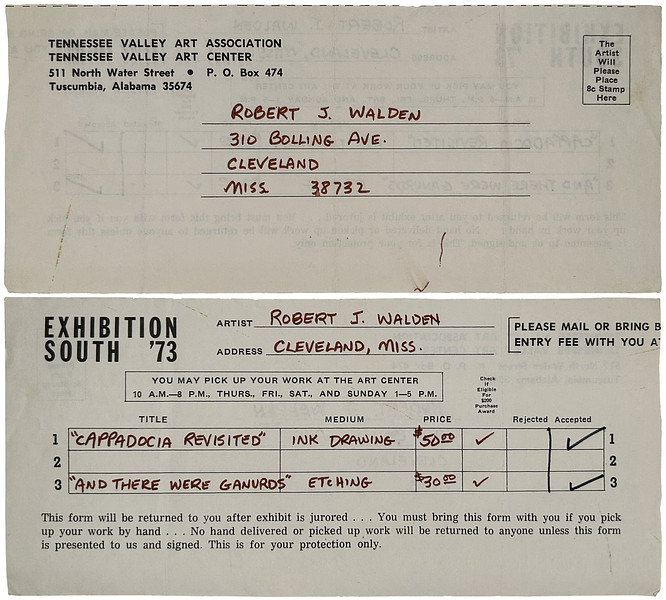 TENNESSEE VALLEY ART ASSOCIATION
TENNESSEE VALLEY ART CENTER
511 North Water Street • P. O. Box 474
Tuscumbia, Alabama 35674
The
Artist
Will
Please
Place
8c Stamp
Here
ROBERT J. WALDEN
310 BOLLING AVE.
CLEVELAND
MISS 38732
EXHIBITION
SOUTH '73
ARTIST ROBERT J. WALDEN
ADDRESS CLEVELAND, MISS.
PLEASE MAIL OR BRING B
ENTRY FEE WITH YOU A
YOU MAY PICK UP YOUR WORK AT THE ART CENTER
10 A.M.—8 P.M., THURS., FRI., SAT., AND SUNDAY 1—5 P.M.
Check
if
Eligible
For
$200
Purchase
Award
TITLE MEDIUM PRICE Rejected Accepted
1 "CAPPADOCIA REVISITED" INK DRAWING $50.00 ✓ ✓ 1
2 2
3 "AND THERE WERE GANURDS" ETCHING $30.00 ✓ ✓ 3
This form will be returned to you after exhibit is jurored . . . You must bring this form with you if you pick
up your work by hand . . . No hand delivered or picked up work will be returned to anyone unless this form
is presented to us and signed. This is for your protection only.